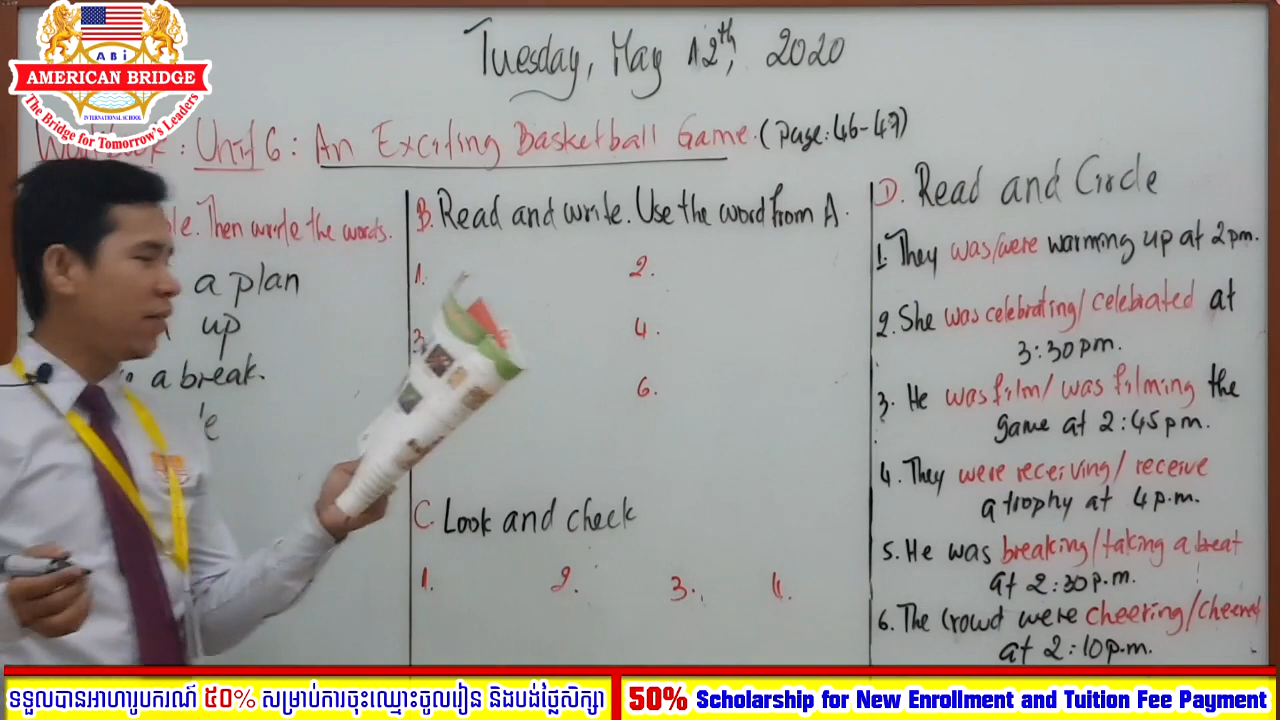 ABi
AMERICAN BRIDGE
INTERNATIONAL SCHOOL
The Bridge for Tomorrow's Leaders
Tuesday, May 12th, 2020
: Unit 6 : An Exciting Basketball Game. (page: 46-47)
Then write the words.
a plan
up
a break.
B. Read and write. Use the word from A.
1. 2.
3. 4.
6.
C. Look and check
1. 2. 3. 4.
D. Read and Circle
1. They was/were warming up at 2pm.
2. She was celebrating/celebrated at
3:30pm.
3. He was film/was filming the
game at 2:45pm.
4. They were receiving/receive
a trophy at 4p.m.
5. He was breaking/taking a beat
at 2:30p.m.
6. The crowd were cheering/cheered
at 2:10p.m.
ទទួលបានអាហារូបករណ៍ ៥០% សម្រាប់ការចុះឈ្មោះចូលរៀន និងបង់ថ្លៃសិក្សា
50% Scholarship for New Enrollment and Tuition Fee Payment